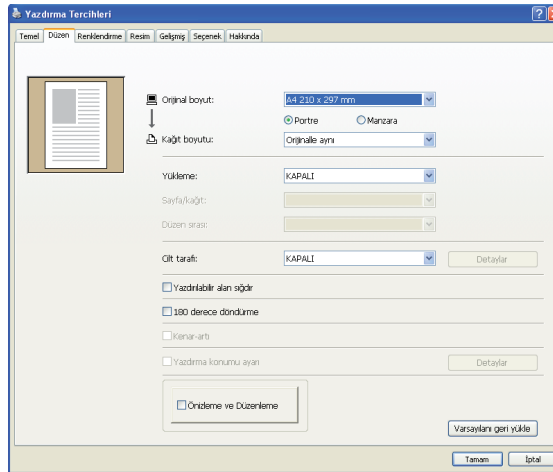 Yazdırma Tercihleri
Temel Düzen Renklendirme Resim Gelişmiş Seçenek Hakkında
Orijinal boyut: A4 210 x 297 mm
Portre Manzara
Kağıt boyutu: Orijinalle aynı
Yükleme: KAPALI
Sayfa/kağıt:
Düzen sırası:
Cilt tarafı: KAPALI Detaylar
Yazdırılabilir alan sığdır
180 derece döndürme
Kenar-artı
Yazdırma konumu ayarı Detaylar
Önizleme ve Düzenleme
Varsayılanı geri yükle
Tamam İptal